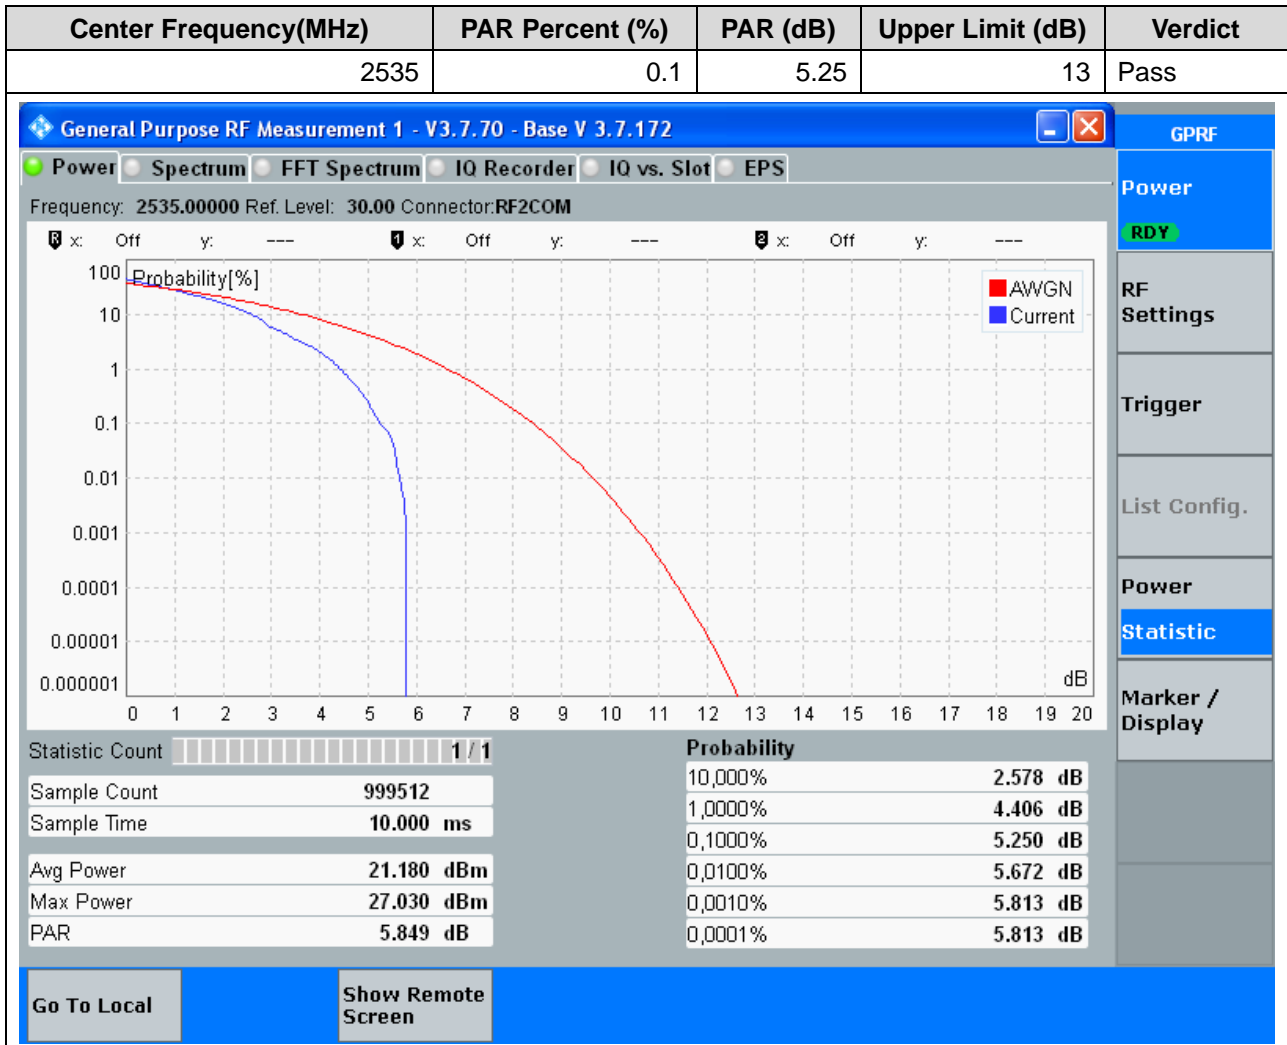 Center Frequency(MHz) PAR Percent (%) PAR (dB) Upper Limit (dB) Verdict
2535 0.1 5.25 13 Pass
General Purpose RF Measurement 1 - V3.7.70 - Base V 3.7.172
GPRF
Power Spectrum FFT Spectrum IQ Recorder IQ vs. Slot EPS
Frequency: 2535.00000 Ref. Level: 30.00 Connector:RF2COM
R x: Off y: --- 1 x: Off y: --- 2 x: Off y: ---
Probability[%]
AWGN
Current
100
10
1
0.1
0.01
0.001
0.0001
0.00001
0.000001
dB
0 1 2 3 4 5 6 7 8 9 10 11 12 13 14 15 16 17 18 19 20
Statistic Count 1 / 1
Sample Count 999512
Sample Time 10.000 ms
Avg Power 21.180 dBm
Max Power 27.030 dBm
PAR 5.849 dB
Probability
10,000% 2.578 dB
1,0000% 4.406 dB
0,1000% 5.250 dB
0,0100% 5.672 dB
0,0010% 5.813 dB
0,0001% 5.813 dB
Power
RDY
RF
Settings
Trigger
List Config.
Power
Statistic
Marker /
Display
Go To Local
Show Remote
Screen